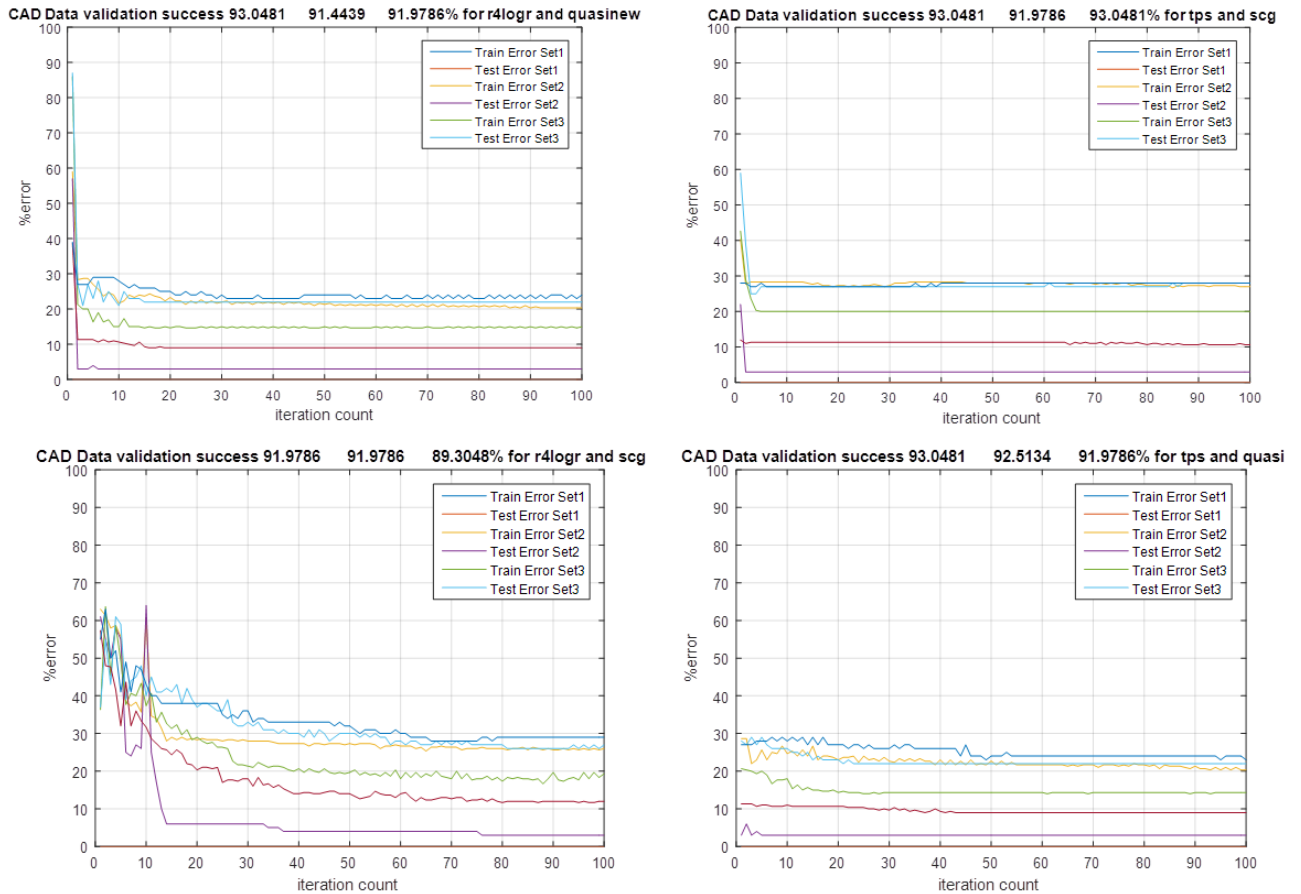 CAD Data validation success 93.0481 91.4439 91.9786% for r4logr and quasinew
100
90
80
70
60
50
40
30
20
10
0
%error
Train Error Set1
Test Error Set1
Train Error Set2
Test Error Set2
Train Error Set3
Test Error Set3
0 10 20 30 40 50 60 70 80 90 100
iteration count
CAD Data validation success 93.0481 91.9786 93.0481% for tps and scg
100
90
80
70
60
50
40
30
20
10
0
%error
Train Error Set1
Test Error Set1
Train Error Set2
Test Error Set2
Train Error Set3
Test Error Set3
0 10 20 30 40 50 60 70 80 90 100
iteration count
CAD Data validation success 91.9786 91.9786 89.3048% for r4logr and scg
100
90
80
70
60
50
40
30
20
10
0
%error
Train Error Set1
Test Error Set1
Train Error Set2
Test Error Set2
Train Error Set3
Test Error Set3
0 10 20 30 40 50 60 70 80 90 100
iteration count
CAD Data validation success 93.0481 92.5134 91.9786% for tps and quasi
100
90
80
70
60
50
40
30
20
10
0
%error
Train Error Set1
Test Error Set1
Train Error Set2
Test Error Set2
Train Error Set3
Test Error Set3
0 10 20 30 40 50 60 70 80 90 100
iteration count